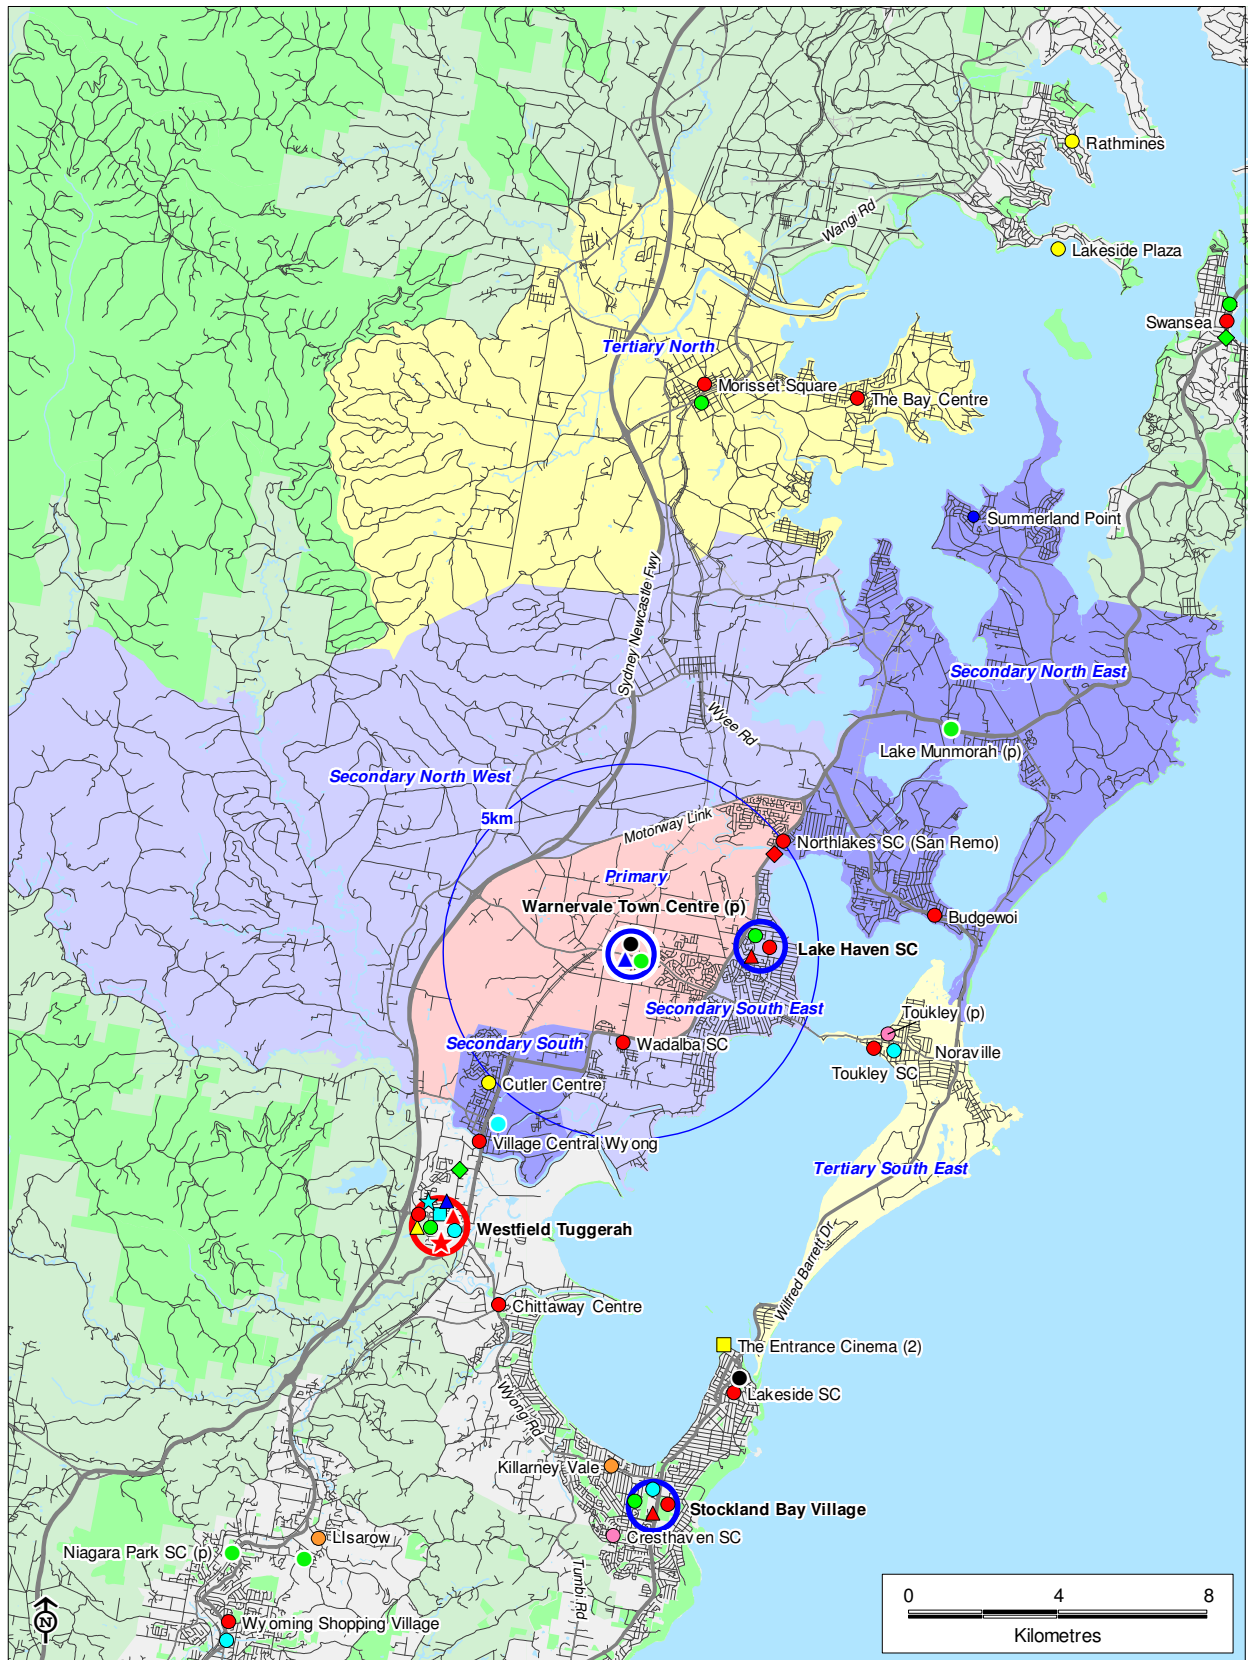 Rathmines
Wangi Rd
Lakeside Plaza
Swansea
Tertiary North
Morisset Square
The Bay Centre
Summerland Point
Sydney Newcastle Fwy
Secondary North East
Wyee Rd
Lake Munmorah (p)
Secondary North West
5km
Motorway Link
Northlakes SC (San Remo)
Primary
Warnervale Town Centre (p)
Budgewoi
Lake Haven SC
Secondary South East
Toukley (p)
Secondary South
Wadalba SC
Noraville
Toukley SC
Cutler Centre
Village Central Wyong
Tertiary South East
Westfield Tuggerah
Wilfred Barrett Dr
Chittaway Centre
The Entrance Cinema (2)
Lakeside SC
Wyong Rd
Killarney Vale
Stockland Bay Village
Cresthaven SC
LIsarow
Niagara Park SC (p)
Tumbi Rd
Wyoming Shopping Village
N
0 4 8
Kilometres